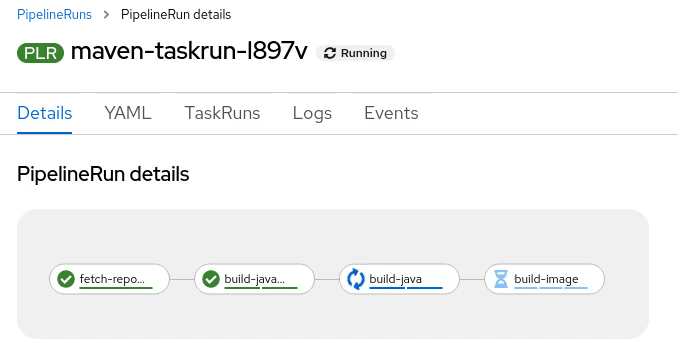 PipelineRuns > PipelineRun details
PLR maven-taskrun-l897v Running
Details YAML TaskRuns Logs Events
PipelineRun details
fetch-repo... build-java... build-java build-image